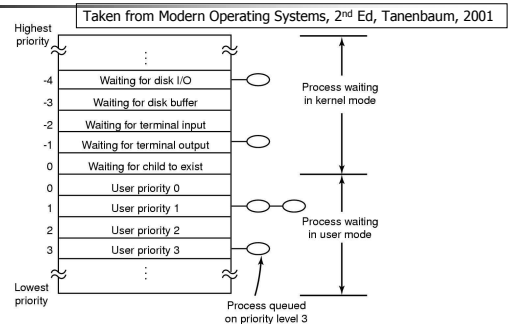 Taken from Modern Operating Systems, 2nd Ed, Tanenbaum, 2001
Highest
priority
-4 Waiting for disk I/O
-3 Waiting for disk buffer
-2 Waiting for terminal input
-1 Waiting for terminal output
0 Waiting for child to exist
0 User priority 0
1 User priority 1
2 User priority 2
3 User priority 3
Lowest
priority
Process waiting
in kernel mode
Process waiting
in user mode
Process queued
on priority level 3